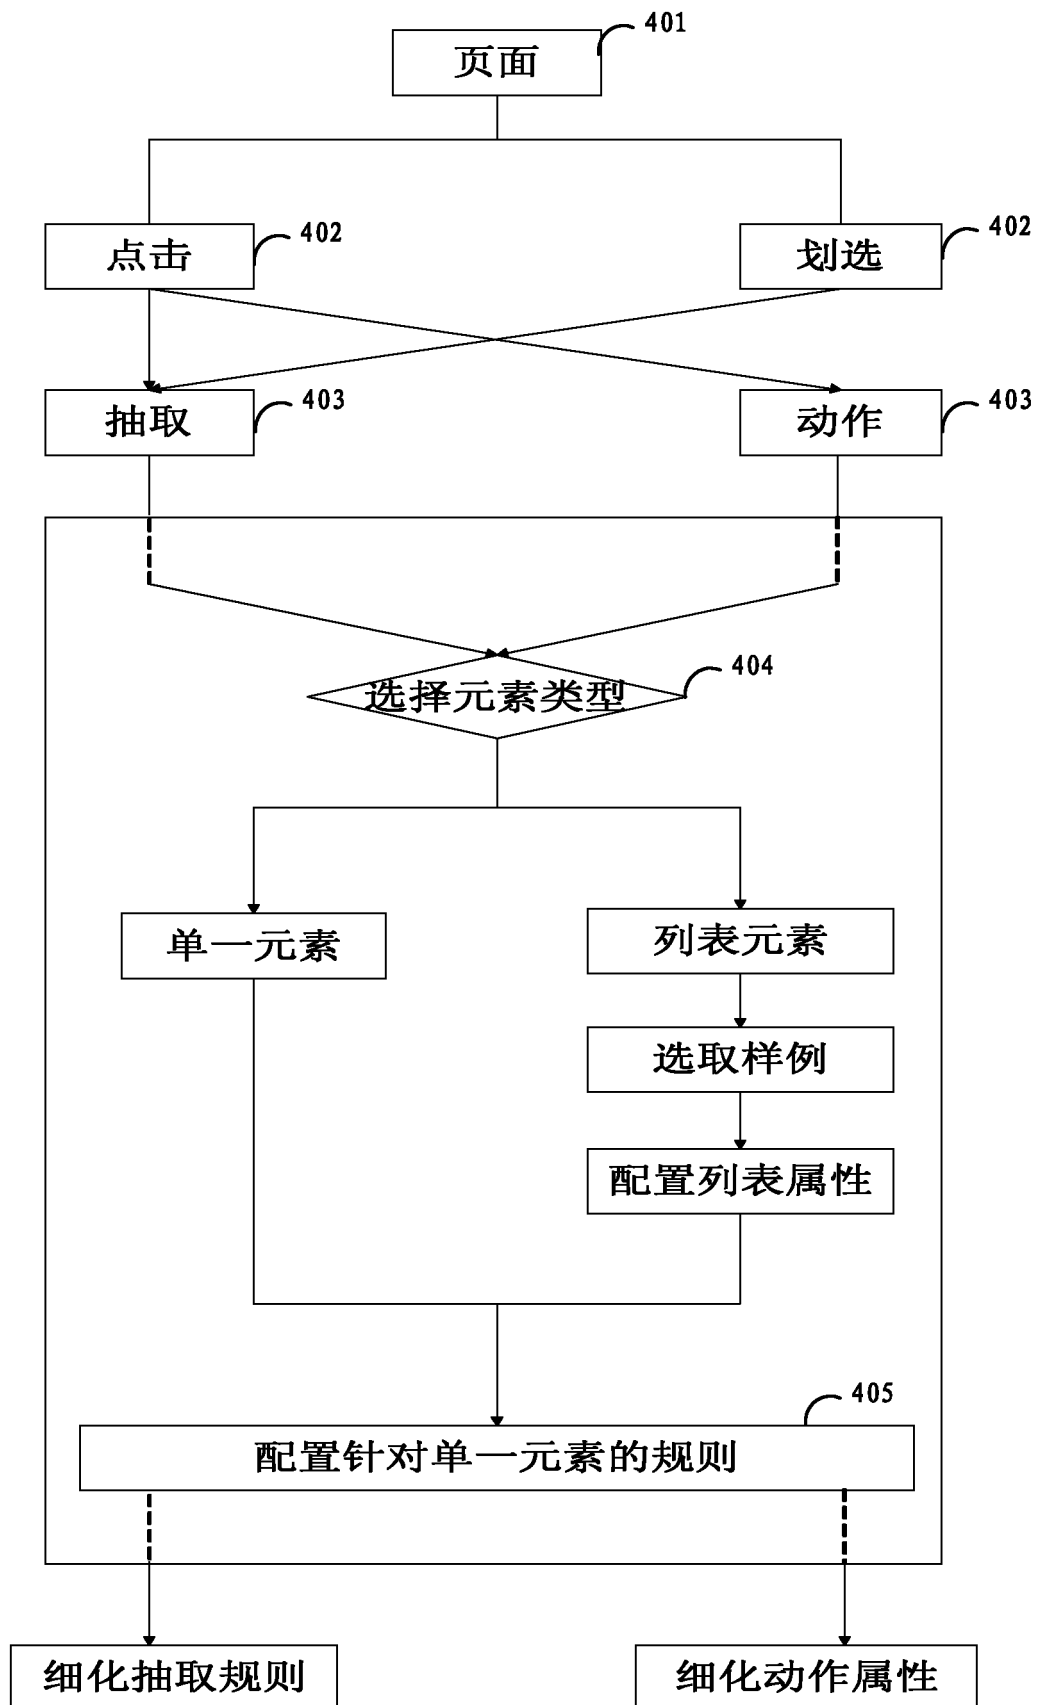 401
页面
402
点击
402
划选
403
抽取
403
动作
404
选择元素类型
单一元素
列表元素
选取样例
配置列表属性
405
配置针对单一元素的规则
细化抽取规则
细化动作属性